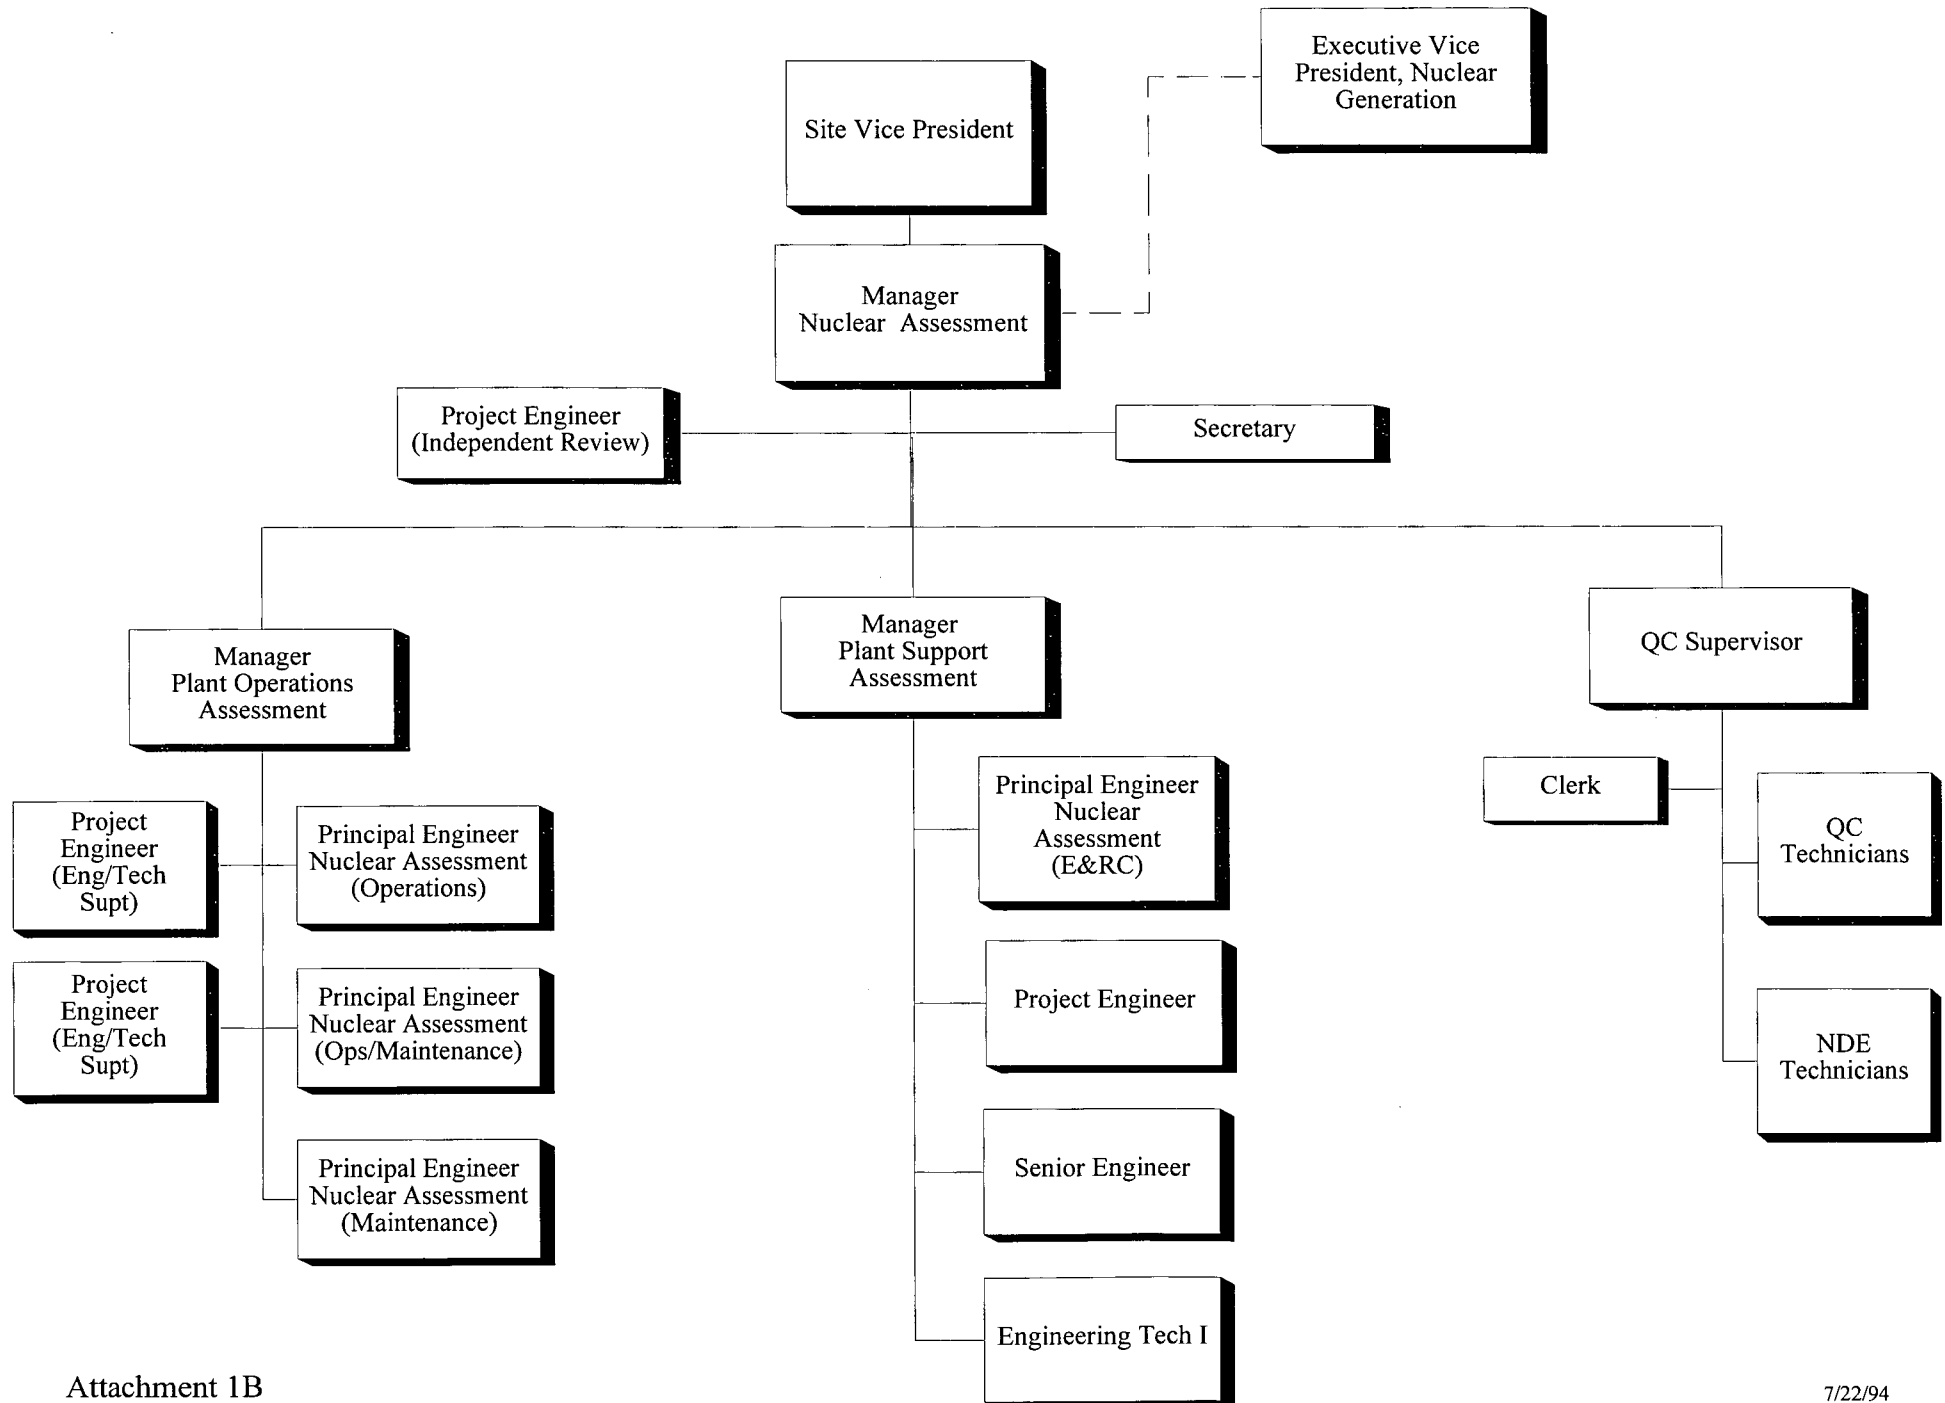 Executive Vice
President, Nuclear
Generation
Site Vice President
Manager
Nuclear Assessment
Project Engineer
(Independent Review)
Secretary
Manager
Plant Operations
Assessment
Manager
Plant Support
Assessment
QC Supervisor
Project
Engineer
(Eng/Tech
Supt)
Principal Engineer
Nuclear Assessment
(Operations)
Project
Engineer
(Eng/Tech
Supt)
Principal Engineer
Nuclear Assessment
(Ops/Maintenance)
Principal Engineer
Nuclear Assessment
(Maintenance)
Principal Engineer
Nuclear
Assessment
(E&RC)
Project Engineer
Senior Engineer
Engineering Tech I
Clerk
QC
Technicians
NDE
Technicians
Attachment 1B
7/22/94